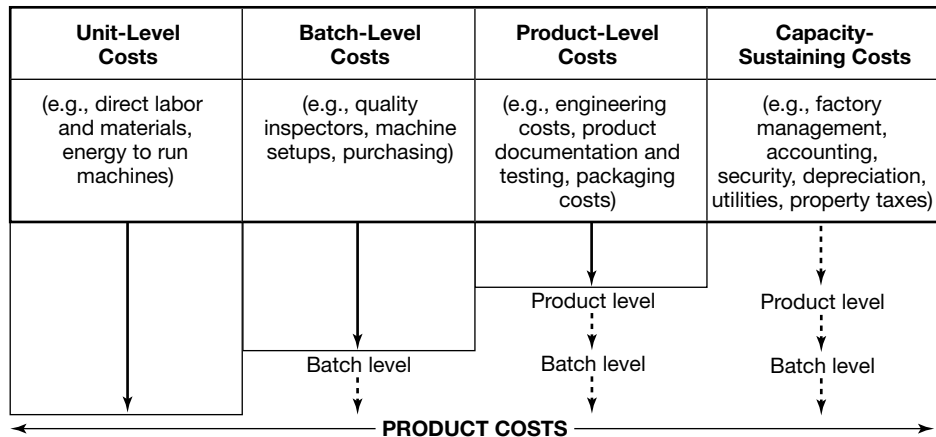 Unit-Level
Costs
Batch-Level
Costs
Product-Level
Costs
Capacity-
Sustaining Costs
(e.g., direct labor
and materials,
energy to run
machines)
(e.g., quality
inspectors, machine
setups, purchasing)
(e.g., engineering
costs, product
documentation and
testing, packaging
costs)
(e.g., factory
management,
accounting,
security, depreciation,
utilities, property taxes)
Product level
Product level
Batch level
Batch level
Batch level
PRODUCT COSTS